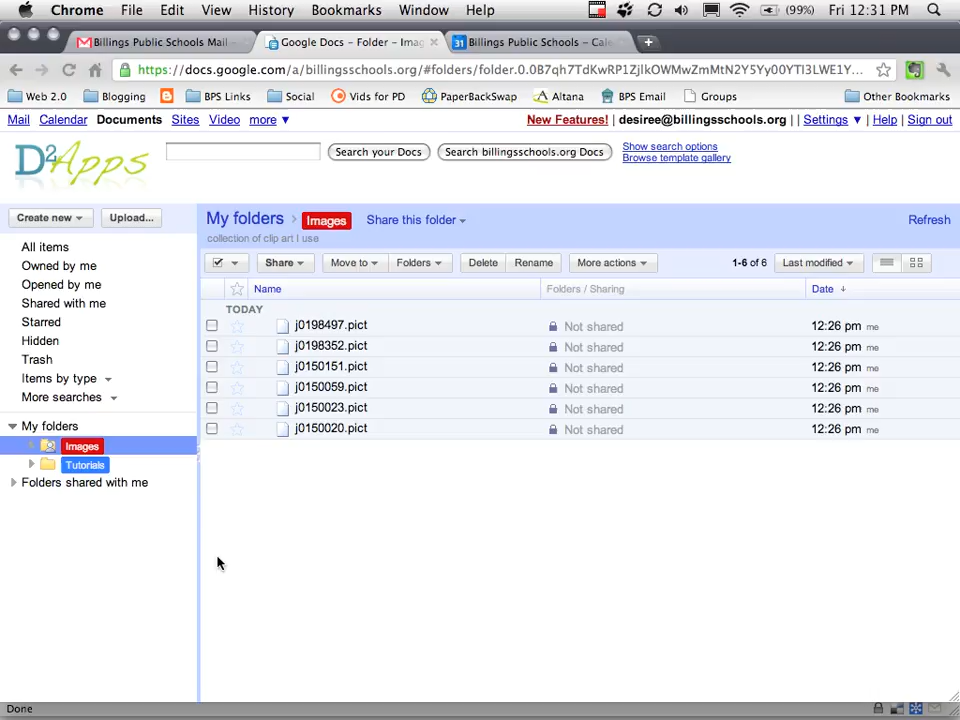 Chrome File Edit View History Bookmarks Window Help (99%) Fri 12:31 PM
Billings Public Schools Mail Google Docs - Folder - Imag 31 Billings Public Schools - Cale
https://docs.google.com/a/billingsschools.org/#folders/folder.0.0B7qh7TdKwRP1ZjlkOWMwZmMtN2Y5Yy00YTI3LWE1Y...
Web 2.0 Blogging BPS Links Social Vids for PD PaperBackSwap Altana BPS Email Groups Other Bookmarks
Mail Calendar Documents Sites Video more ▼ New Features! | desiree@billingsschools.org | | Settings ▼ | Help | Sign out
D2Apps Search your Docs Search billingsschools.org Docs Show search options
Browse template gallery
Create new Upload... My folders › Images Share this folder Refresh
collection of clip art I use
All items
Owned by me
Opened by me
Shared with me
Starred
Hidden
Trash
Items by type
More searches
My folders
Images
Tutorials
Folders shared with me
Share Move to Folders Delete Rename More actions 1-6 of 6 Last modified
Name Folders / Sharing Date
TODAY
j0198497.pict Not shared 12:26 pm me
j0198352.pict Not shared 12:26 pm me
j0150151.pict Not shared 12:26 pm me
j0150059.pict Not shared 12:26 pm me
j0150023.pict Not shared 12:26 pm me
j0150020.pict Not shared 12:26 pm me
Done